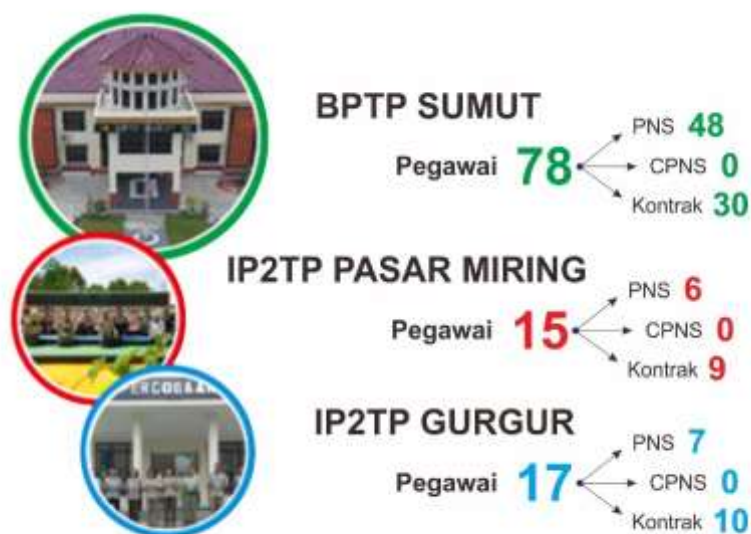 BPTP SUMUT
Pegawai 78
PNS 48
CPNS 0
Kontrak 30
IP2TP PASAR MIRING
Pegawai 15
PNS 6
CPNS 0
Kontrak 9
IP2TP GURGUR
Pegawai 17
PNS 7
CPNS 0
Kontrak 10